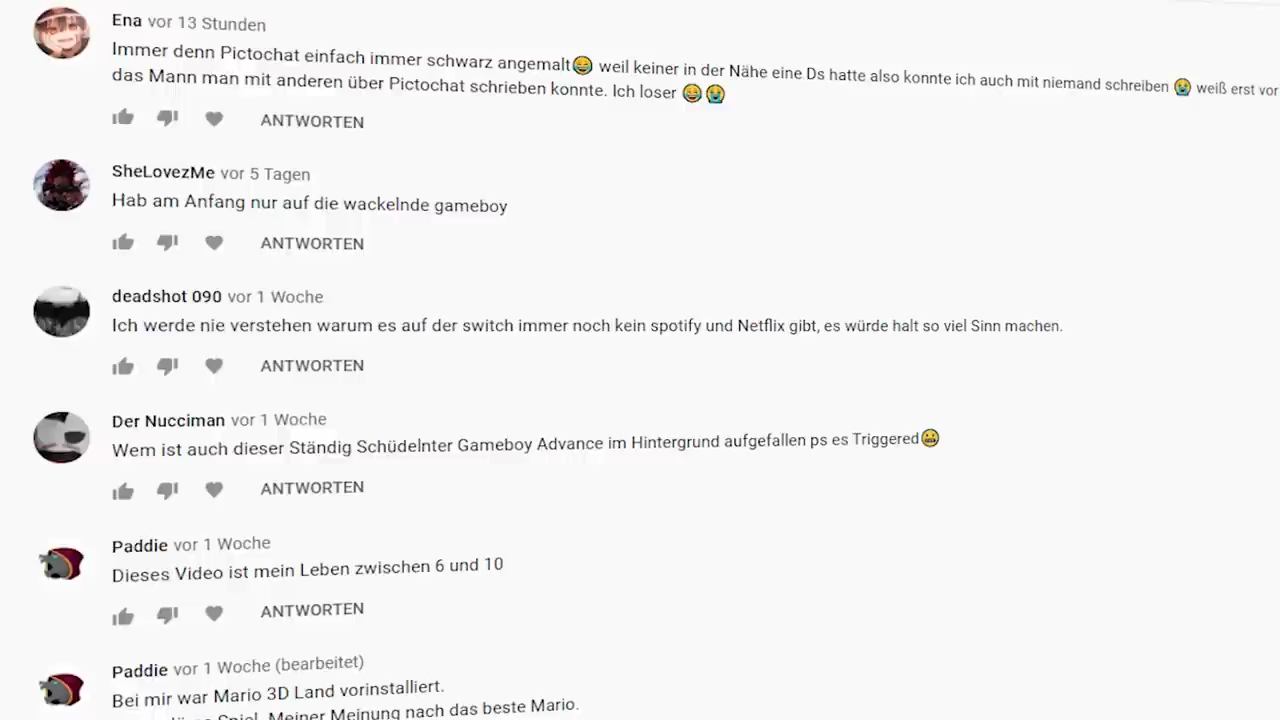 Ena vor 13 Stunden
Immer denn Pictochat einfach immer schwarz angemalt😂 weil keiner in der Nähe eine Ds hatte also konnte ich auch mit niemand schreiben 😭 weiß erst vor
das Mann man mit anderen über Pictochat schrieben konnte. Ich loser 😂😭
ANTWORTEN
SheLovezMe vor 5 Tagen
Hab am Anfang nur auf die wackelnde gameboy
ANTWORTEN
deadshot 090 vor 1 Woche
Ich werde nie verstehen warum es auf der switch immer noch kein spotify und Netflix gibt, es würde halt so viel Sinn machen.
ANTWORTEN
Der Nucciman vor 1 Woche
Wem ist auch dieser Ständig Schüdelnter Gameboy Advance im Hintergrund aufgefallen ps es Triggered😬
ANTWORTEN
Paddie vor 1 Woche
Dieses Video ist mein Leben zwischen 6 und 10
ANTWORTEN
Paddie vor 1 Woche (bearbeitet)
Bei mir war Mario 3D Land vorinstalliert.
Spiel. Meiner Meinung nach das beste Mario.